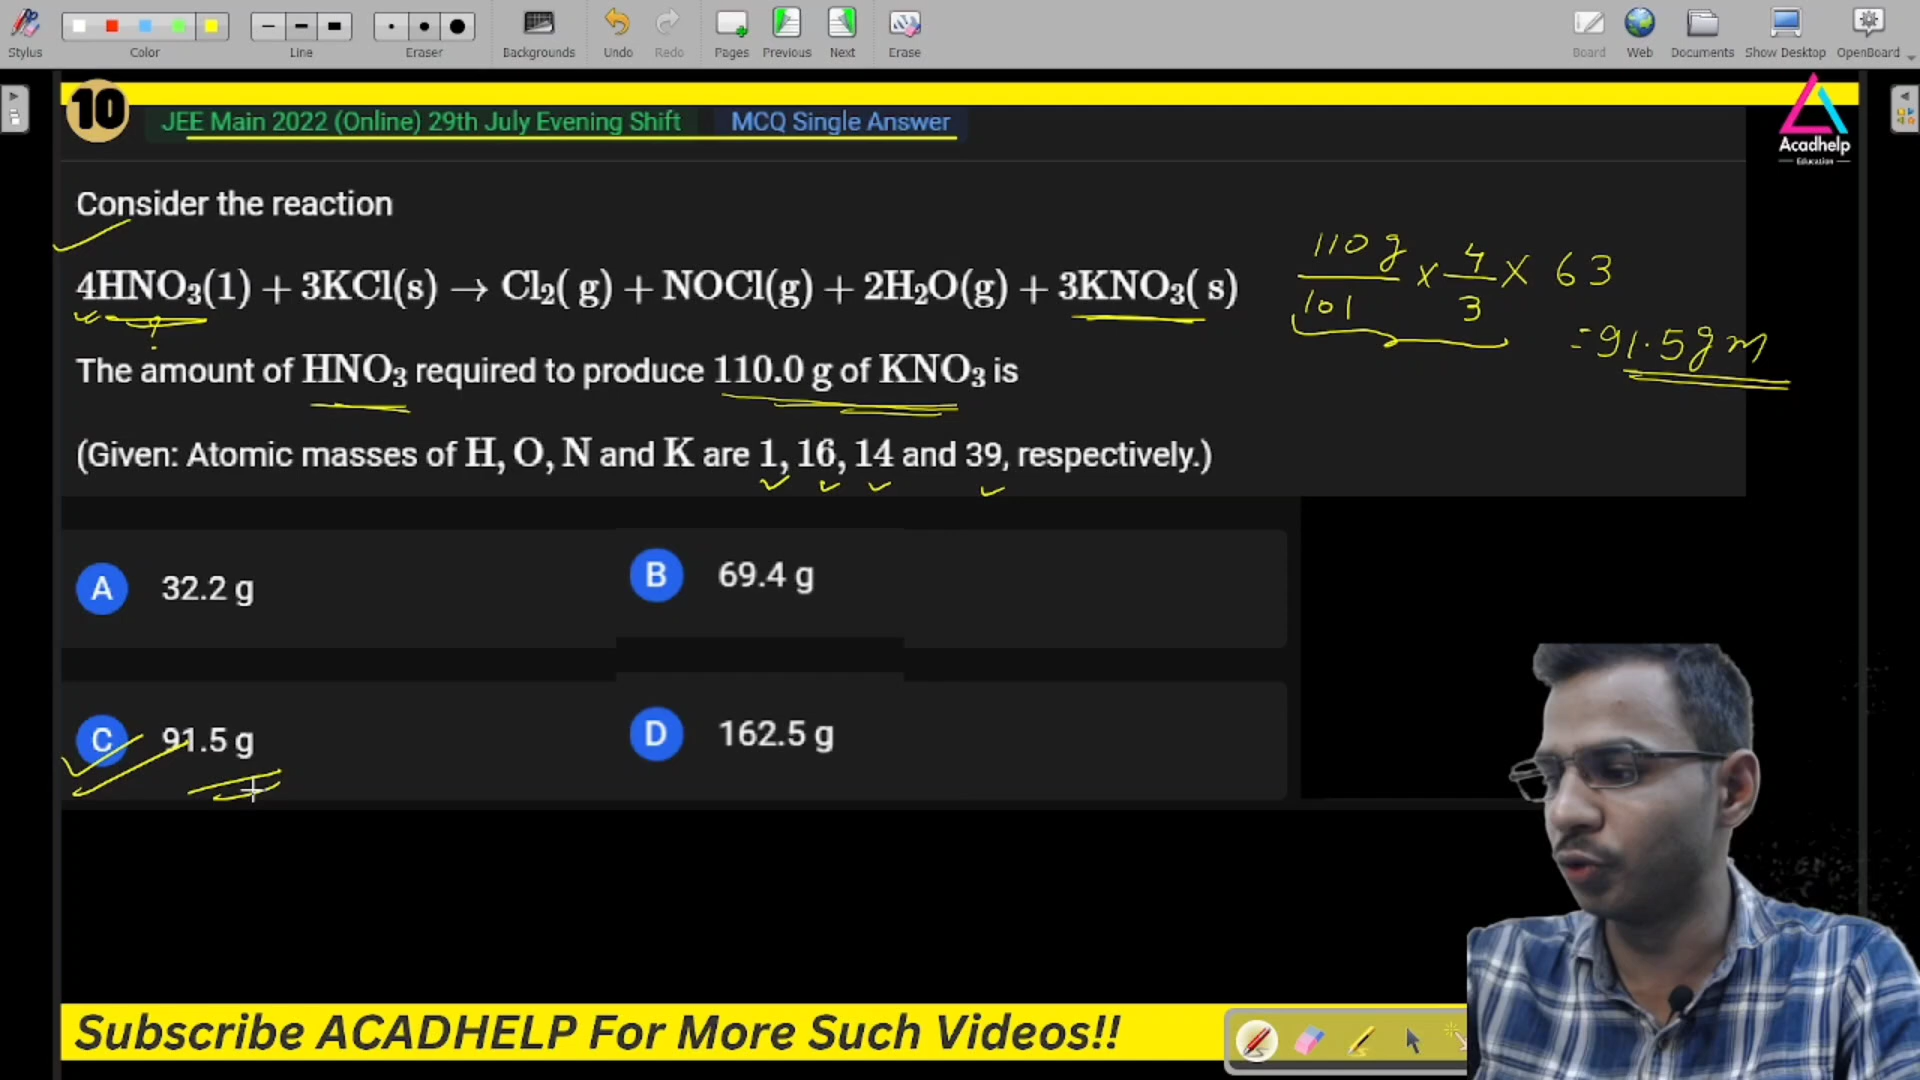 Stylus
Color
Line
Eraser
Backgrounds
Undo
Redo
Pages
Previous
Next
Erase
Board
Web
Documents
Show Desktop
OpenBoard
10
JEE Main 2022 (Online) 29th July Evening Shift
MCQ Single Answer
Acadhelp
Education
Consider the reaction
4HNO₃(1) + 3KCl(s) → Cl₂( g) + NOCl(g) + 2H₂O(g) + 3KNO₃( s)
110 g / 101 × 4 / 3 × 63
= 91.5 gm
?
The amount of HNO₃ required to produce 110.0 g of KNO₃ is
(Given: Atomic masses of H, O, N and K are 1, 16, 14 and 39, respectively.)
A 32.2 g
B 69.4 g
C 91.5 g
D 162.5 g
Subscribe ACADHELP For More Such Videos!!